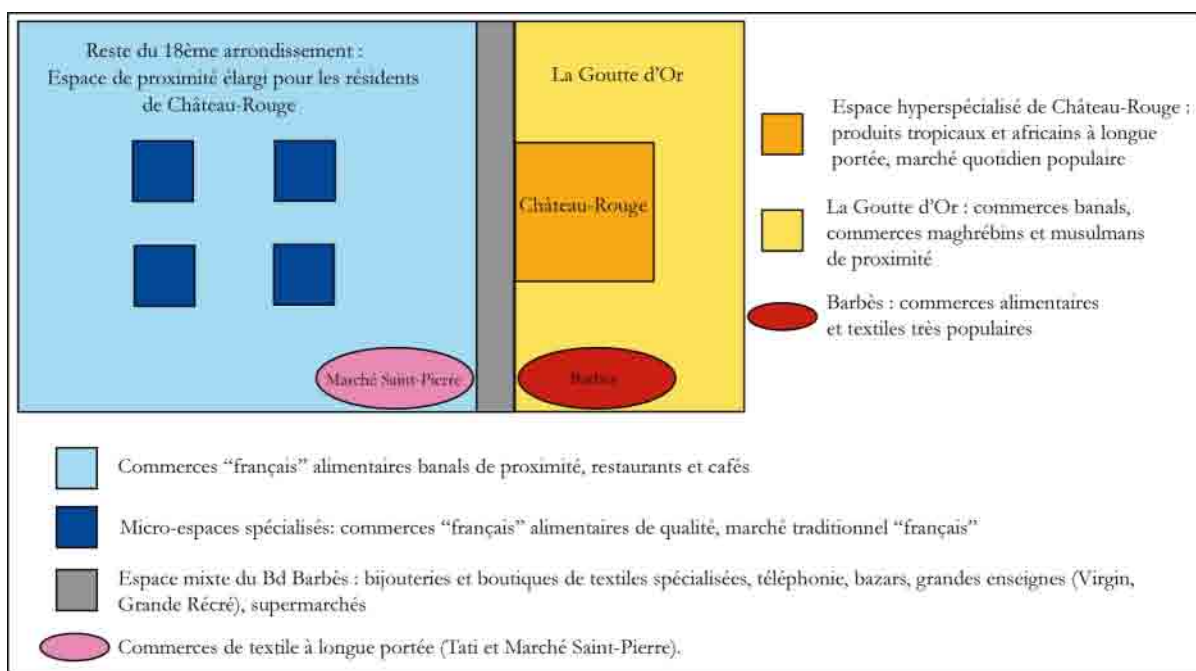 Reste du 18ème arrondissement :
Espace de proximité élargi pour les résidents
de Château-Rouge
La Goutte d'Or
Château-Rouge
Marché Saint-Pierre
Barbès
Espace hyperspécialisé de Château-Rouge :
produits tropicaux et africains à longue
portée, marché quotidien populaire
La Goutte d'Or : commerces banals,
commerces maghrébins et musulmans
de proximité
Barbès : commerces alimentaires
et textiles très populaires
Commerces “français” alimentaires banals de proximité, restaurants et cafés
Micro-espaces spécialisés: commerces “français” alimentaires de qualité, marché traditionnel “français”
Espace mixte du Bd Barbès : bijouteries et boutiques de textiles spécialisées, téléphonie, bazars, grandes enseignes (Virgin,
Grande Récré), supermarchés
Commerces de textile à longue portée (Tati et Marché Saint-Pierre).